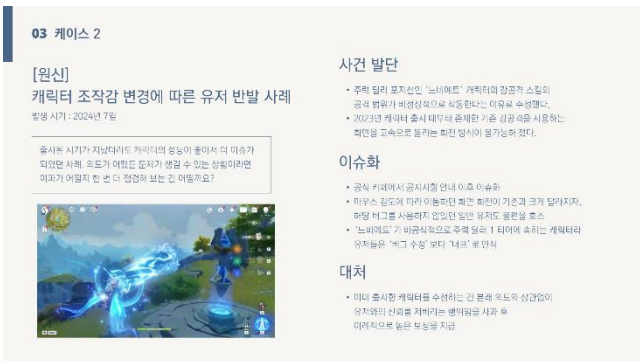 03 케이스 2
[원신]
캐릭터 조작감 변경에 따른 유저 반발 사례
발생 시기 : 2024년 7월
출시된 시기가 지났더라도 캐릭터의 성능이 좋아서 더 이슈가
되었던 사례. 의도가 어쨌든 문제가 생길 수 있는 상황이라면
여파가 어떨지 한 번 더 점검해 보는 건 어떨까요?
사건 발단
• 주력 딜러 포지션인 '느비예트' 캐릭터의 강공격 스킬의
공격 범위가 비정상적으로 작동한다는 이유로 수정했다.
• 2023년 캐릭터 출시 때부터 존재한 기존 강공격을 사용하는
화면을 고속으로 돌리는 회전 방식이 불가능해 졌다.
이슈화
• 공식 카페에서 공지사항 안내 이후 이슈화
• 마우스 감도에 따라 이동하던 화면 회전이 기존과 크게 달라지자,
해당 버그를 사용하지 않았던 일반 유저도 불편을 호소
• '느비예트'가 비공식적으로 주력 딜러 1 티어에 속하는 캐릭터라
유저들은 '버그 수정' 보다 '너프' 로 인식
대처
• 이미 출시한 캐릭터를 수정하는 건 본래 의도와 상관없이
유저와의 신뢰를 저버리는 행위임을 사과 후
이례적으로 높은 보상을 지급